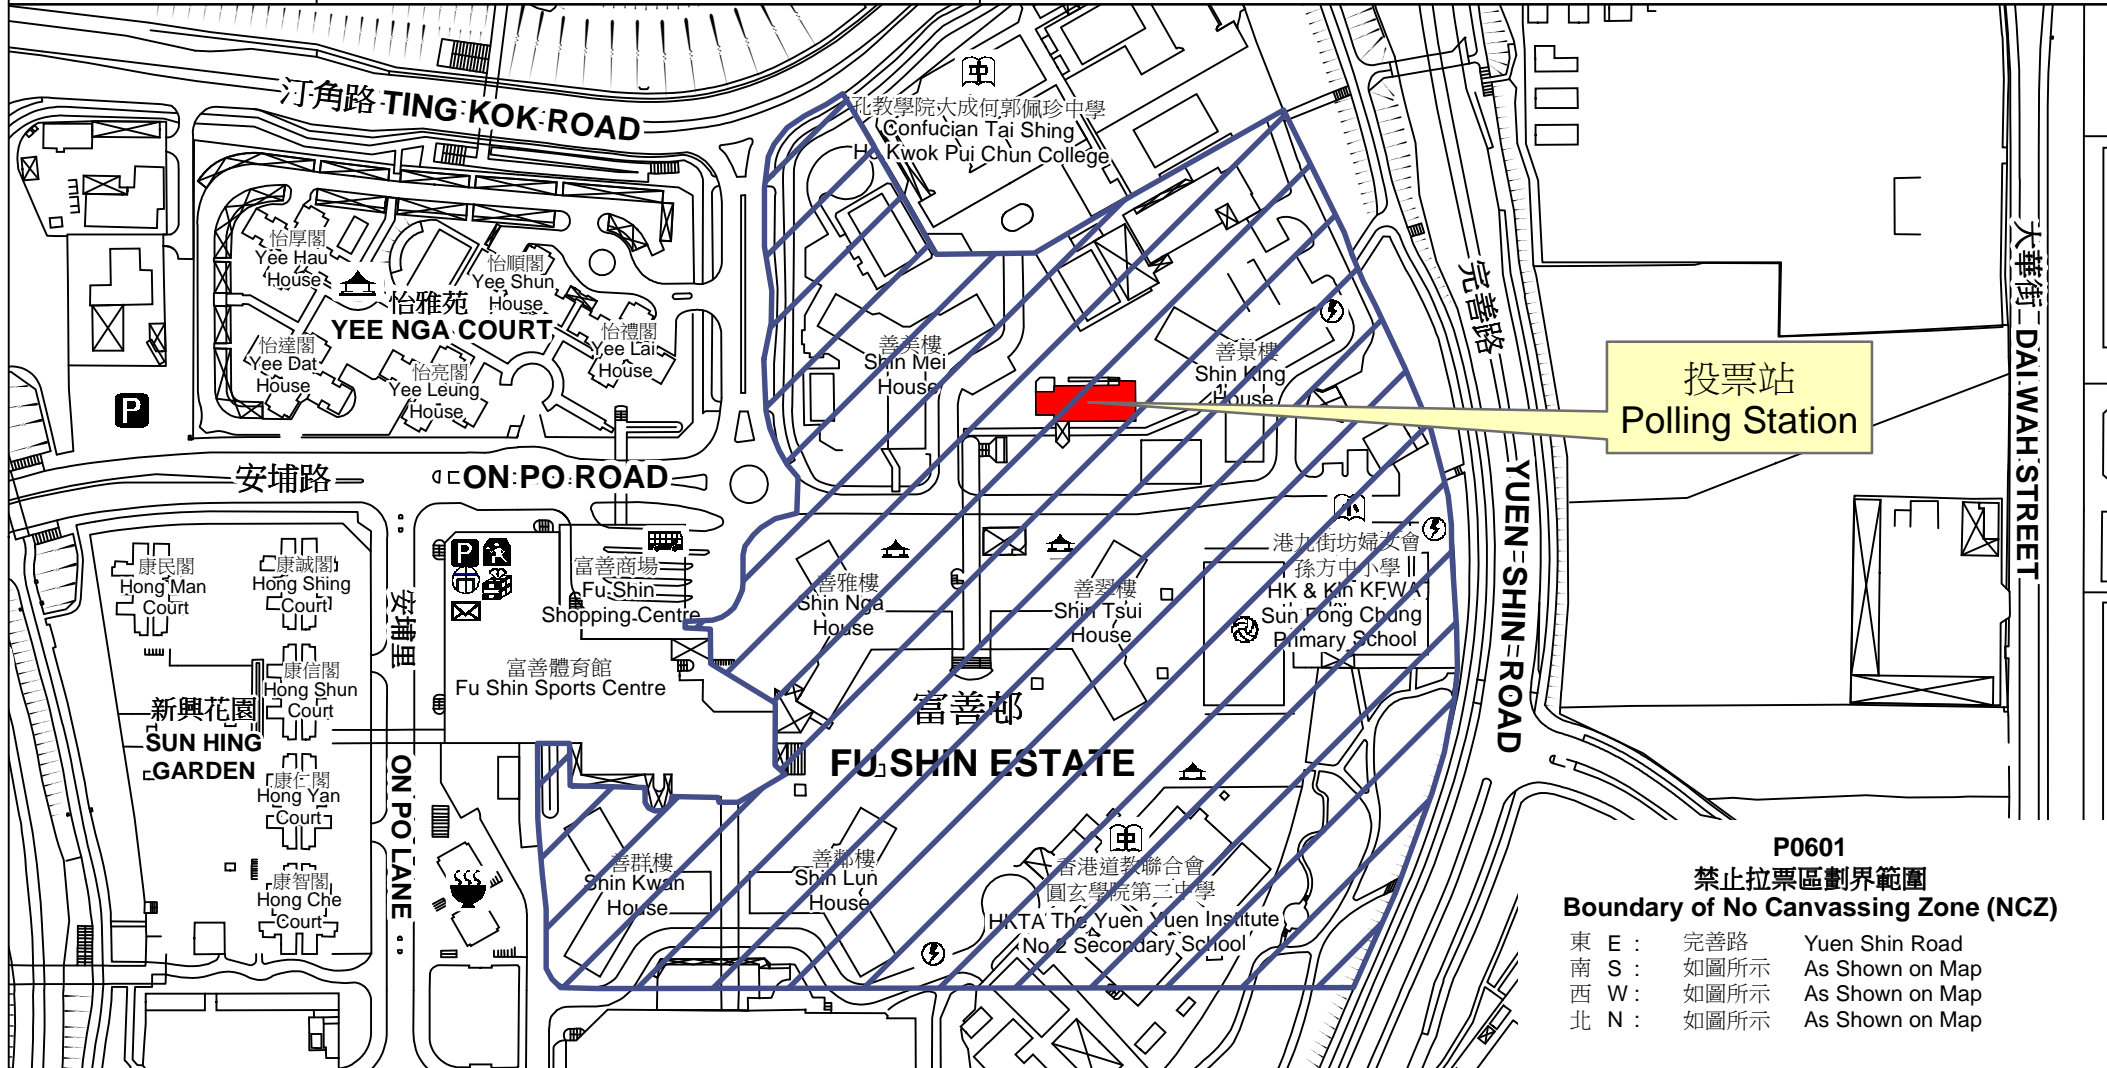 汀角路 TING KOK ROAD
孔教學院大成何郭佩珍中學
Confucian Tai Shing
Ho Kwok Pui Chun College
怡厚閣
Yee Hau
House
怡順閣
Yee Shun
House
怡雅苑
YEE NGA COURT
怡禮閣
Yee Lai
House
怡達閣
Yee Dat
House
怡亮閣
Yee Leung
House
P
善美樓
Shin Mei
House
善景樓
Shin King
House
完善路
投票站
Polling Station
大華街 DAI WAH STREET
安埔路
ON PO ROAD
YUEN SHIN ROAD
康民閣
Hong Man
Court
康誠閣
Hong Shing
Court
安埔里
P
富善商場
Fu Shin
Shopping Centre
善雅樓
Shin Nga
House
善翠樓
Shin Tsui
House
港九街坊婦女會
孫方中小學
HK & Kln KFWA
Sun Fong Chung
Primary School
康信閣
Hong Shun
Court
富善體育館
Fu Shin Sports Centre
新興花園
SUN HING
GARDEN
富善邨
FU SHIN ESTATE
康仁閣
Hong Yan
Court
ON PO LANE
康智閣
Hong Che
Court
善群樓
Shin Kwan
House
善鄰樓
Shin Lun
House
香港道教聯合會
圓玄學院第二中學
HKTA The Yuen Yuen Institute
No.2 Secondary School
P0601
禁止拉票區劃界範圍
Boundary of No Canvassing Zone (NCZ)
東 E : 完善路 Yuen Shin Road
南 S : 如圖所示 As Shown on Map
西 W : 如圖所示 As Shown on Map
北 N : 如圖所示 As Shown on Map